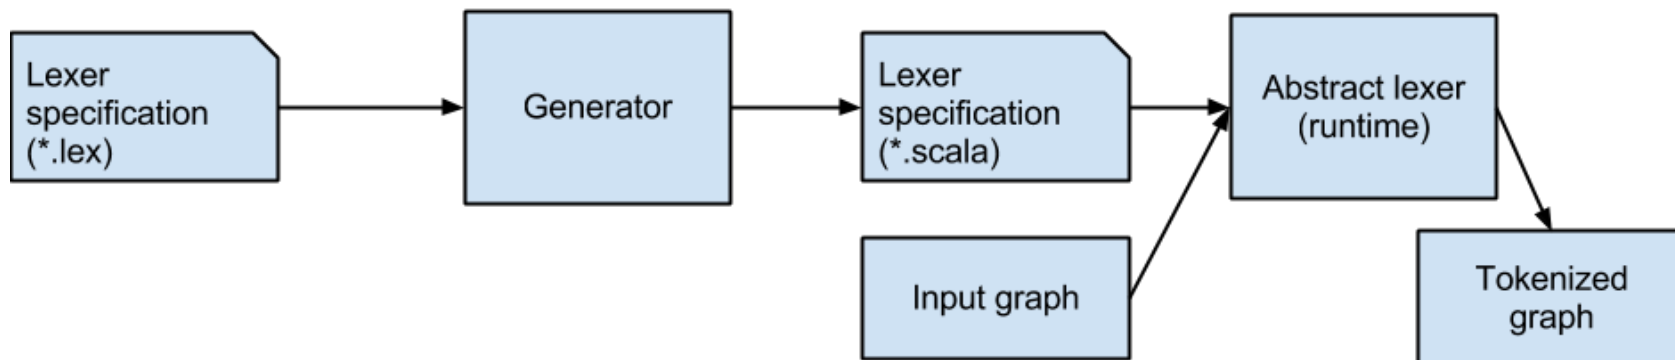 Lexer
specification
(*.lex)
Generator
Lexer
specification
(*.scala)
Abstract lexer
(runtime)
Input graph
Tokenized
graph